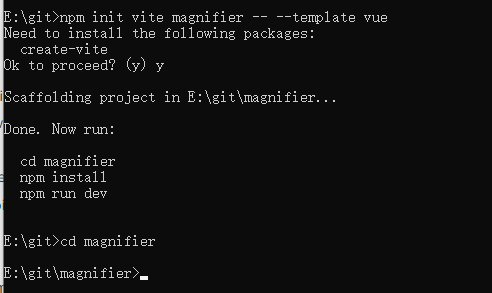 E:\git>npm init vite magnifier -- --template vue
Need to install the following packages:
  create-vite
Ok to proceed? (y) y
Scaffolding project in E:\git\magnifier...
Done. Now run:
  cd magnifier
  npm install
  npm run dev
E:\git>cd magnifier
E:\git\magnifier>